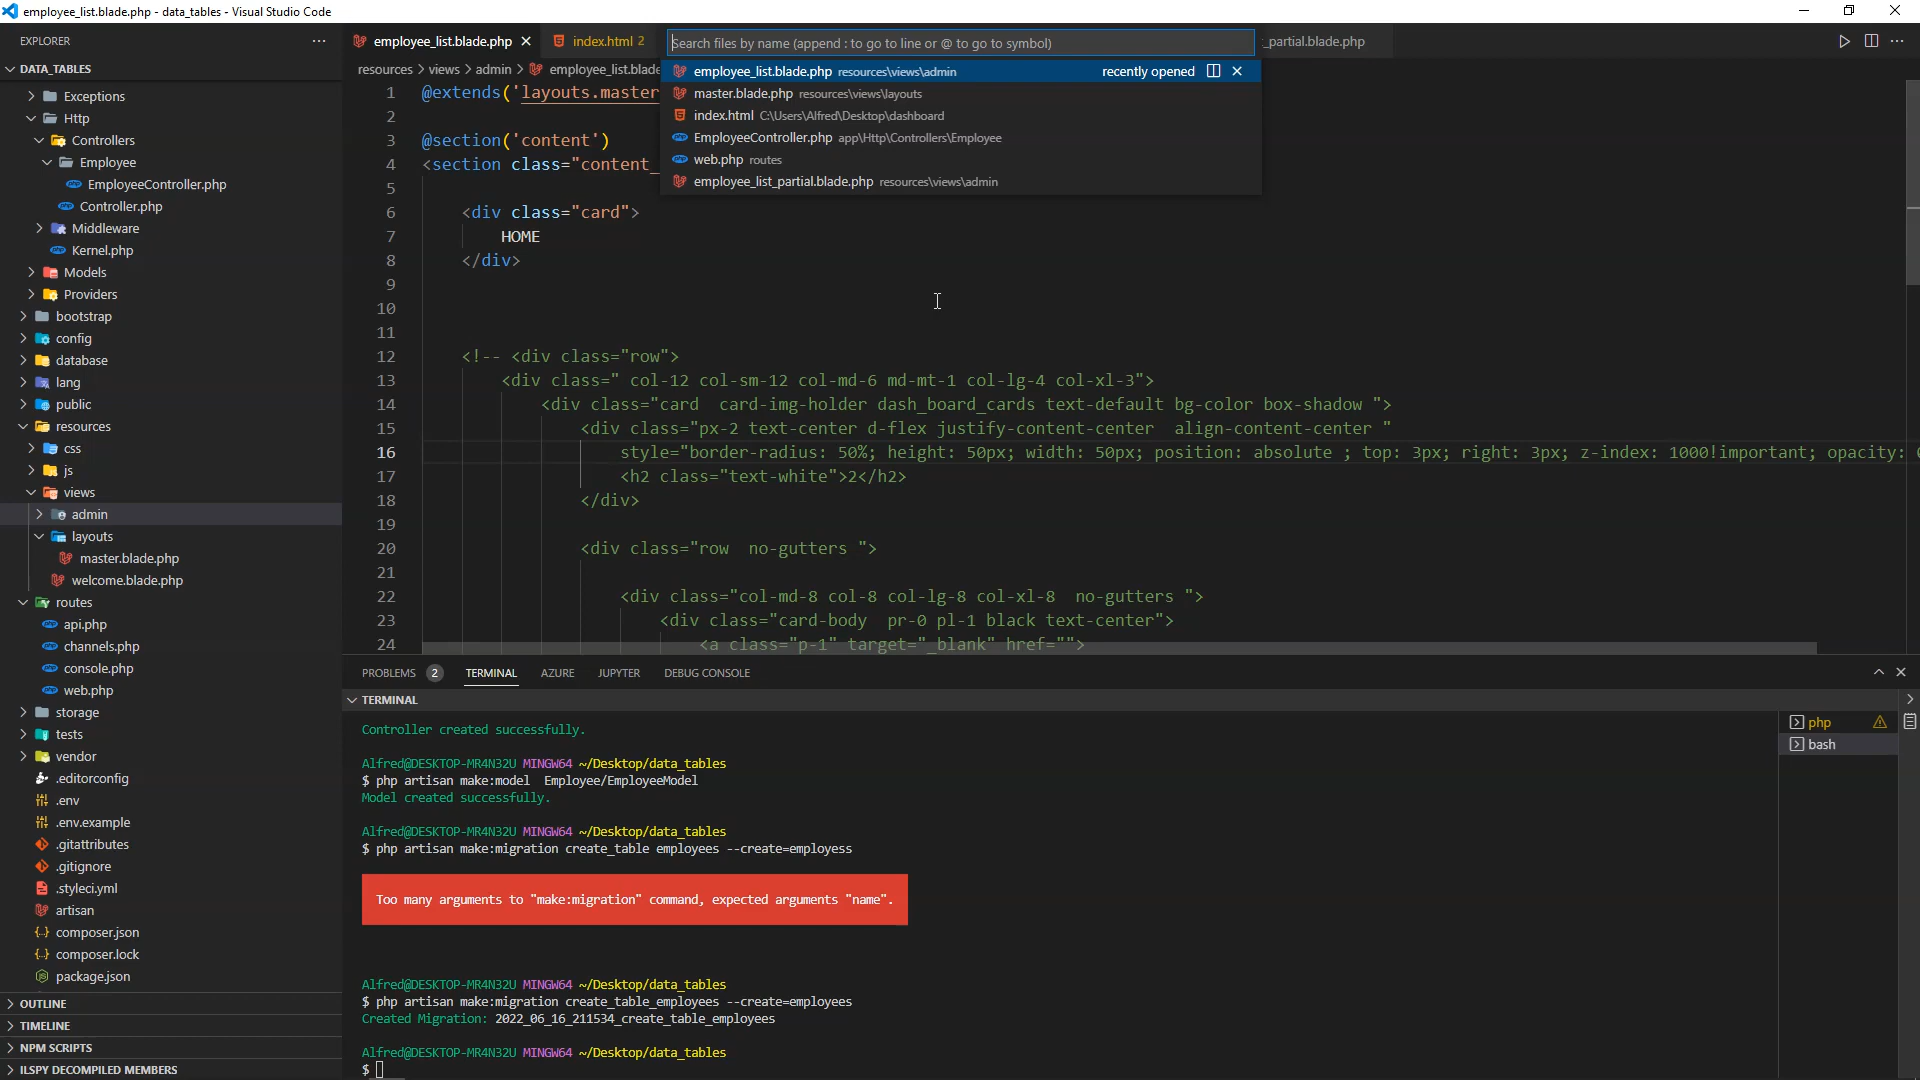 employee_list.blade.php - data_tables - Visual Studio Code
EXPLORER
DATA_TABLES
Exceptions
Http
Controllers
Employee
EmployeeController.php
Controller.php
Middleware
Kernel.php
Models
Providers
bootstrap
config
database
lang
public
resources
css
js
views
admin
layouts
master.blade.php
welcome.blade.php
routes
api.php
channels.php
console.php
web.php
storage
tests
vendor
.editorconfig
.env
.env.example
.gitattributes
.gitignore
.styleci.yml
artisan
composer.json
composer.lock
package.json
OUTLINE
TIMELINE
NPM SCRIPTS
ILSPY DECOMPILED MEMBERS
employee_list.blade.php
index.html 2
_partial.blade.php
resources > views > admin > employee_list.blade
Search files by name (append : to go to line or @ to go to symbol)
employee_list.blade.php resources\views\admin recently opened
master.blade.php resources\views\layouts
index.html C:\Users\Alfred\Desktop\dashboard
EmployeeController.php app\Http\Controllers\Employee
web.php routes
employee_list_partial.blade.php resources\views\admin
1 @extends('layouts.master
2
3 @section('content')
4 <section class="content_
5
6 <div class="card">
7 HOME
8 </div>
9
10
11
12 <!-- <div class="row">
13 <div class=" col-12 col-sm-12 col-md-6 md-mt-1 col-lg-4 col-xl-3">
14 <div class="card  card-img-holder dash_board_cards text-default bg-color box-shadow ">
15 <div class="px-2 text-center d-flex justify-content-center  align-content-center "
16 style="border-radius: 50%; height: 50px; width: 50px; position: absolute ; top: 3px; right: 3px; z-index: 1000!important; opacity:
17 <h2 class="text-white">2</h2>
18 </div>
19
20 <div class="row  no-gutters ">
21
22 <div class="col-md-8 col-8 col-lg-8 col-xl-8  no-gutters ">
23 <div class="card-body  pr-0 pl-1 black text-center">
24 <a class="p-1" target="_blank" href="">
PROBLEMS 2 TERMINAL AZURE JUPYTER DEBUG CONSOLE
TERMINAL
Controller created successfully.
Alfred@DESKTOP-MR4N32U MINGW64 ~/Desktop/data_tables
$ php artisan make:model  Employee/EmployeeModel
Model created successfully.
Alfred@DESKTOP-MR4N32U MINGW64 ~/Desktop/data_tables
$ php artisan make:migration create_table employees --create=employess
Too many arguments to "make:migration" command, expected arguments "name".
Alfred@DESKTOP-MR4N32U MINGW64 ~/Desktop/data_tables
$ php artisan make:migration create_table_employees --create=employees
Created Migration: 2022_06_16_211534_create_table_employees
Alfred@DESKTOP-MR4N32U MINGW64 ~/Desktop/data_tables
$
php
bash